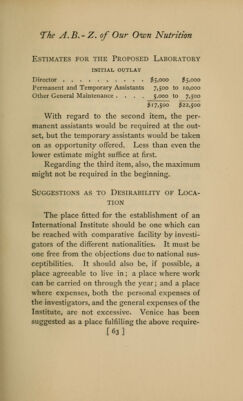 The A.B.-Z. of Our Own Nutrition
ESTIMATES FOR THE PROPOSED LABORATORY
INITIAL OUTLAY
Director . . . . . . . . . . $5,000 $5,000
Permanent and Temporary Assistants 7,500 to 10,000
Other General Maintenance . . . . 5,000 to 7,500
$17,500 $22,500
With regard to the second item, the per-
manent assistants would be required at the out-
set, but the temporary assistants would be taken
on as opportunity offered. Less than even the
lower estimate might suffice at first.
Regarding the third item, also, the maximum
might not be required in the beginning.
SUGGESTIONS AS TO DESIRABILITY OF LOCA-
TION
The place fitted for the establishment of an
International Institute should be one which can
be reached with comparative facility by investi-
gators of the different nationalities. It must be
one free from the objections due to national sus-
ceptibilities. It should also be, if possible, a
place agreeable to live in; a place where work
can be carried on through the year; and a place
where expenses, both the personal expenses of
the investigators, and the general expenses of the
Institute, are not excessive. Venice has been
suggested as a place fulfilling the above require-
[ 63 ]